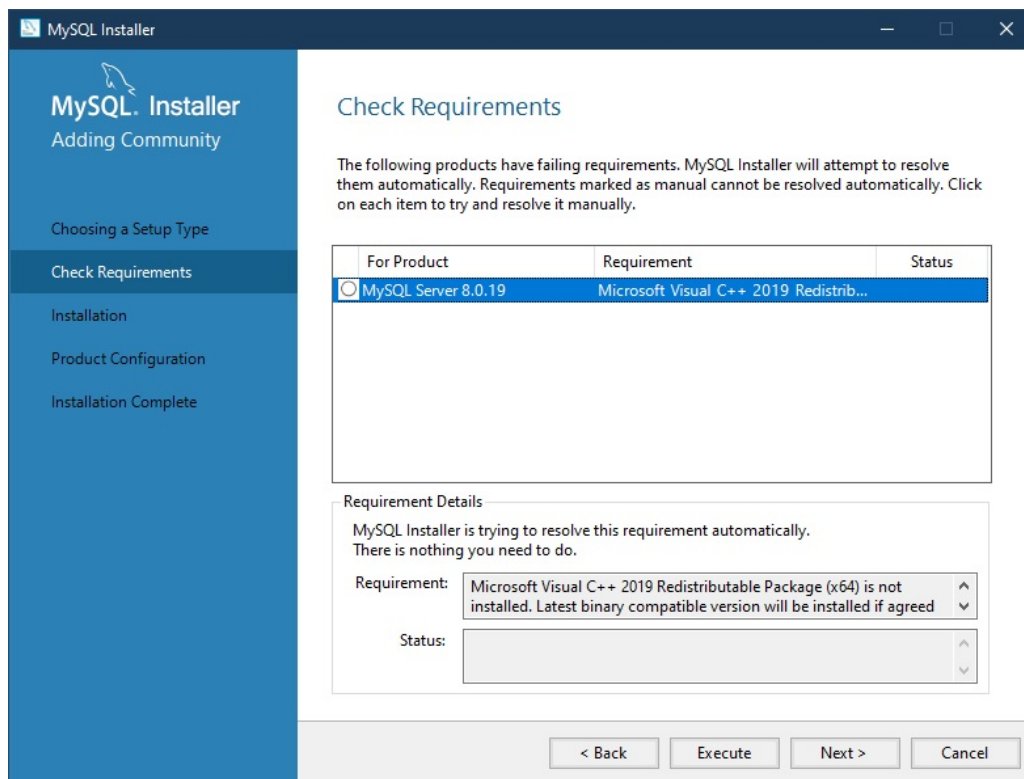 MySQL Installer
MySQL. Installer
Adding Community
Choosing a Setup Type
Check Requirements
Installation
Product Configuration
Installation Complete
Check Requirements
The following products have failing requirements. MySQL Installer will attempt to resolve
them automatically. Requirements marked as manual cannot be resolved automatically. Click
on each item to try and resolve it manually.
For Product Requirement Status
MySQL Server 8.0.19 Microsoft Visual C++ 2019 Redistrib...
Requirement Details
MySQL Installer is trying to resolve this requirement automatically.
There is nothing you need to do.
Requirement: Microsoft Visual C++ 2019 Redistributable Package (x64) is not
installed. Latest binary compatible version will be installed if agreed
Status:
< Back Execute Next > Cancel